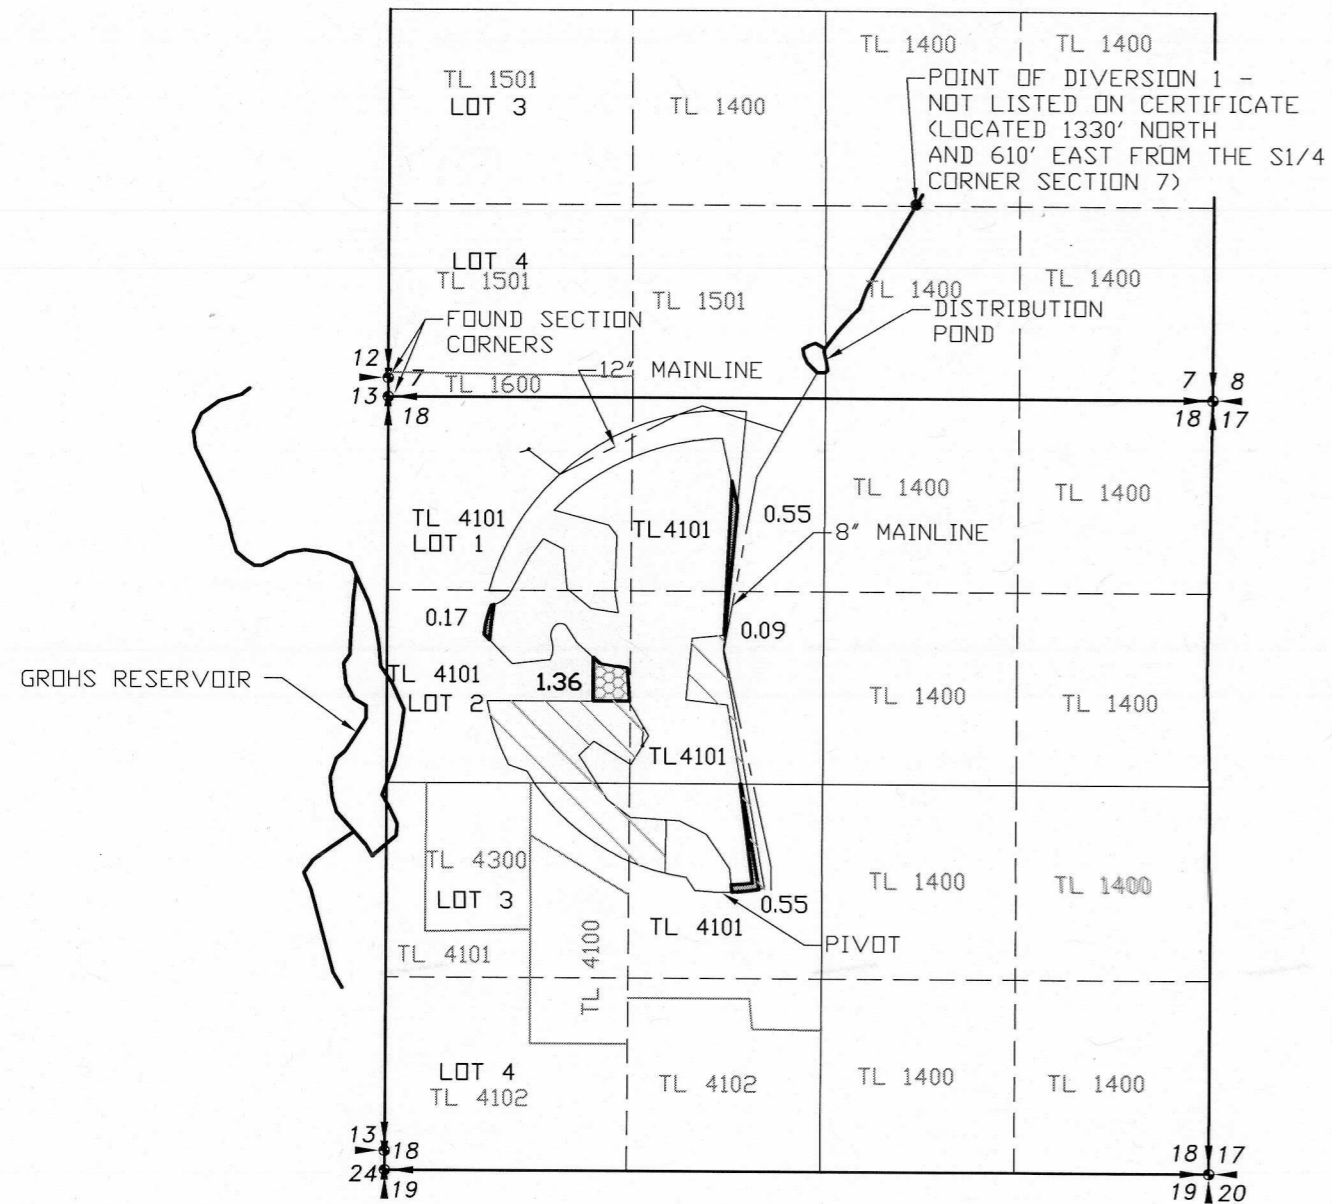 TL 1400
TL 1400
TL 1501
LOT 3
TL 1400
POINT OF DIVERSION 1 -
NOT LISTED ON CERTIFICATE
(LOCATED 1330' NORTH
AND 610' EAST FROM THE S1/4
CORNER SECTION 7)
LOT 4
TL 1501
TL 1501
TL 1400
TL 1400
DISTRIBUTION
POND
FOUND SECTION
CORNERS
12
7
13
18
TL 1600
12" MAINLINE
7
8
18
17
TL 4101
LOT 1
TL4101
0.55
TL 1400
TL 1400
8" MAINLINE
0.17
0.09
GROHS RESERVOIR
TL 4101
LOT 2
1.36
TL4101
TL 1400
TL 1400
TL 4300
LOT 3
TL 4101
TL 4100
TL 4101
0.55
PIVOT
TL 1400
TL 1400
LOT 4
TL 4102
TL 4102
TL 1400
TL 1400
13
18
24
19
18
17
19
20